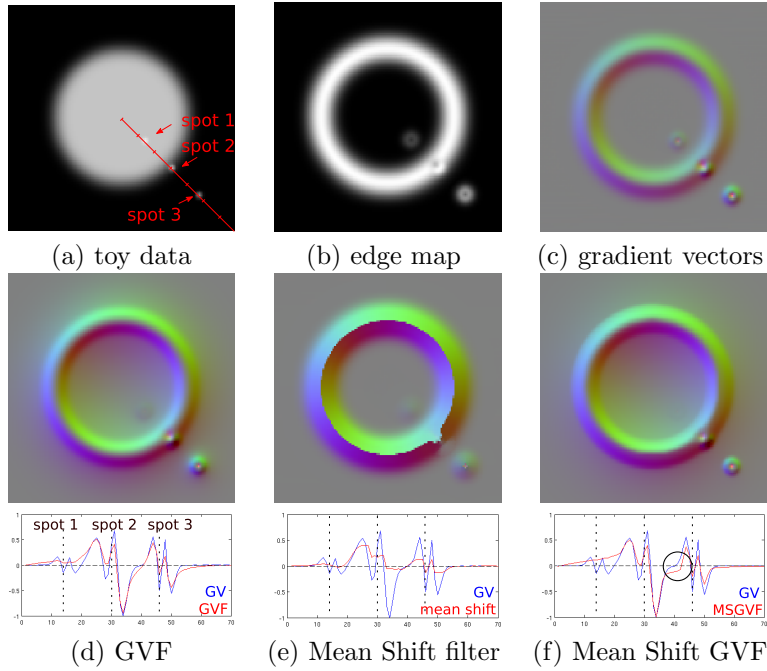 spot 1
spot 2
spot 3
(a) toy data
(b) edge map
(c) gradient vectors
1
0.5
0
-0.5
-1
0 10 20 30 40 50 60 70
spot 1 spot 2 spot 3
GV
GVF
(d) GVF
1
0.5
0
-0.5
-1
0 10 20 30 40 50 60 70
GV
mean shift
(e) Mean Shift filter
1
0.5
0
-0.5
-1
0 10 20 30 40 50 60 70
GV
MSGVF
(f) Mean Shift GVF